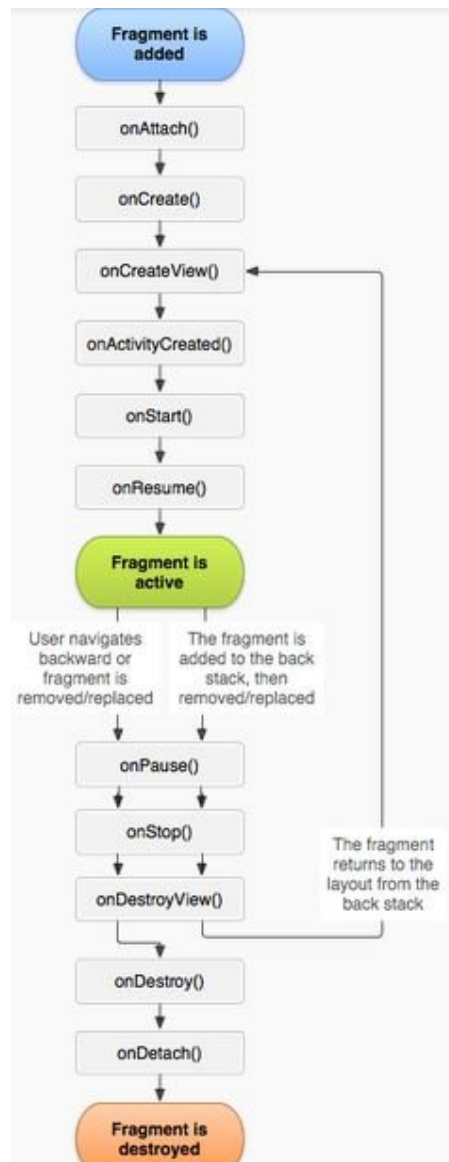 Fragment is
added
onAttach()
onCreate()
onCreateView()
onActivityCreated()
onStart()
onResume()
Fragment is
active
User navigates
backward or
fragment is
removed/replaced
The fragment is
added to the back
stack, then
removed/replaced
onPause()
onStop()
The fragment
returns to the
layout from the
back stack
onDestroyView()
onDestroy()
onDetach()
Fragment is
destroyed